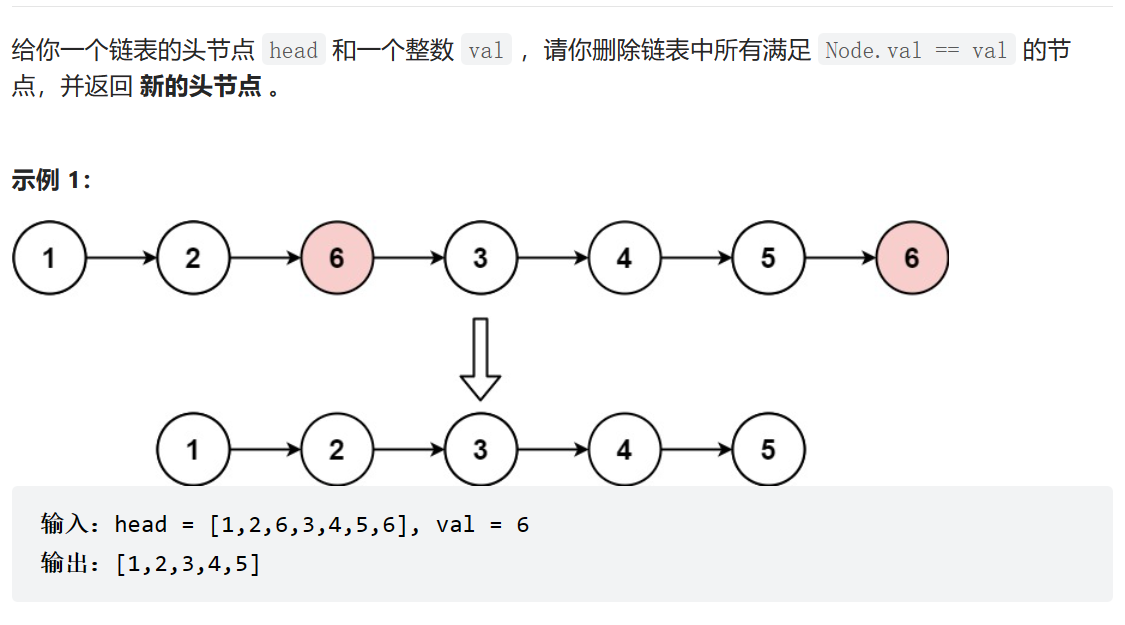 给你一个链表的头节点 head 和一个整数 val ，请你删除链表中所有满足 Node.val == val 的节
点，并返回 新的头节点 。
示例 1：
1 2 6 3 4 5 6
1 2 3 4 5
输入：head = [1,2,6,3,4,5,6], val = 6
输出：[1,2,3,4,5]